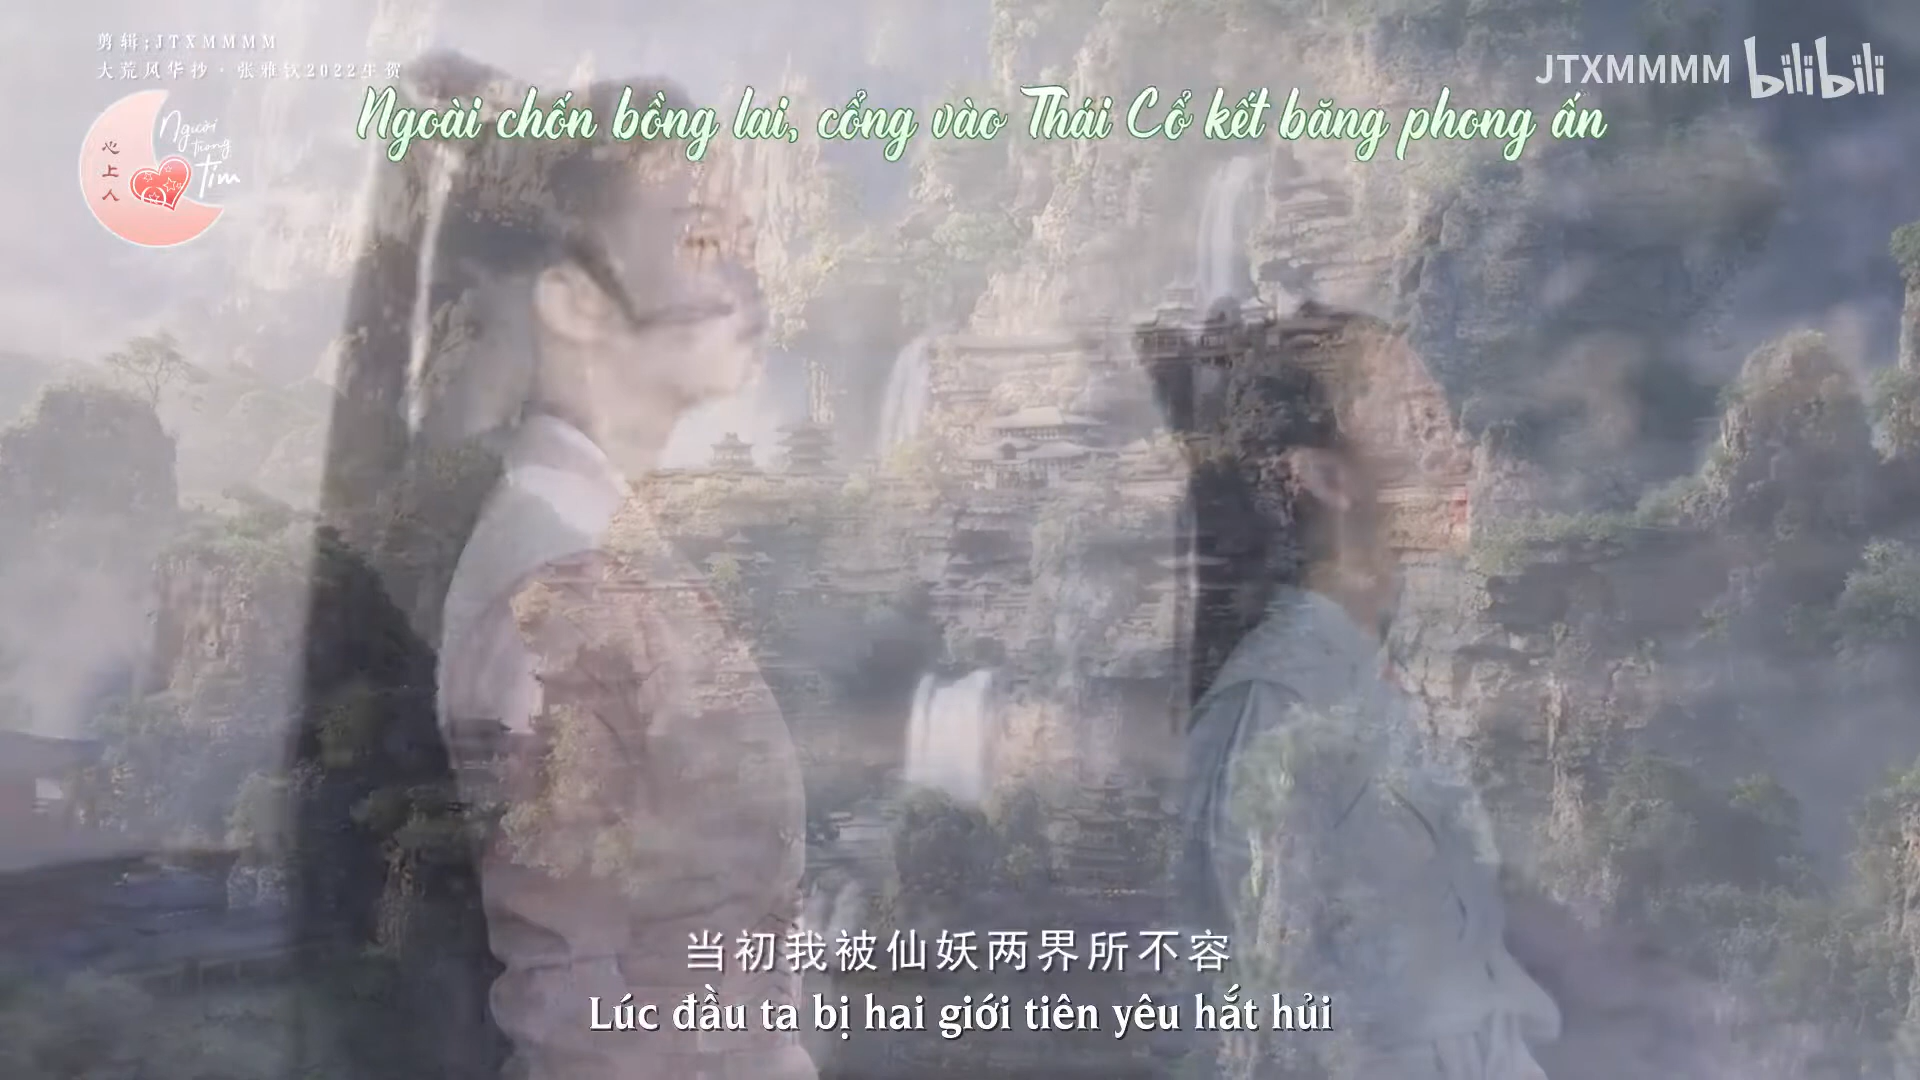 剪辑;JTXMMMM
大荒风华抄·张雅钦2022生贺
JTXMMMM bilibili
Ngoài chốn bồng lai, cổng vào Thái Cổ kết băng phong ấn
心上人
Người trong tim
当初我被仙妖两界所不容
Lúc đầu ta bị hai giới tiên yêu hắt hủi